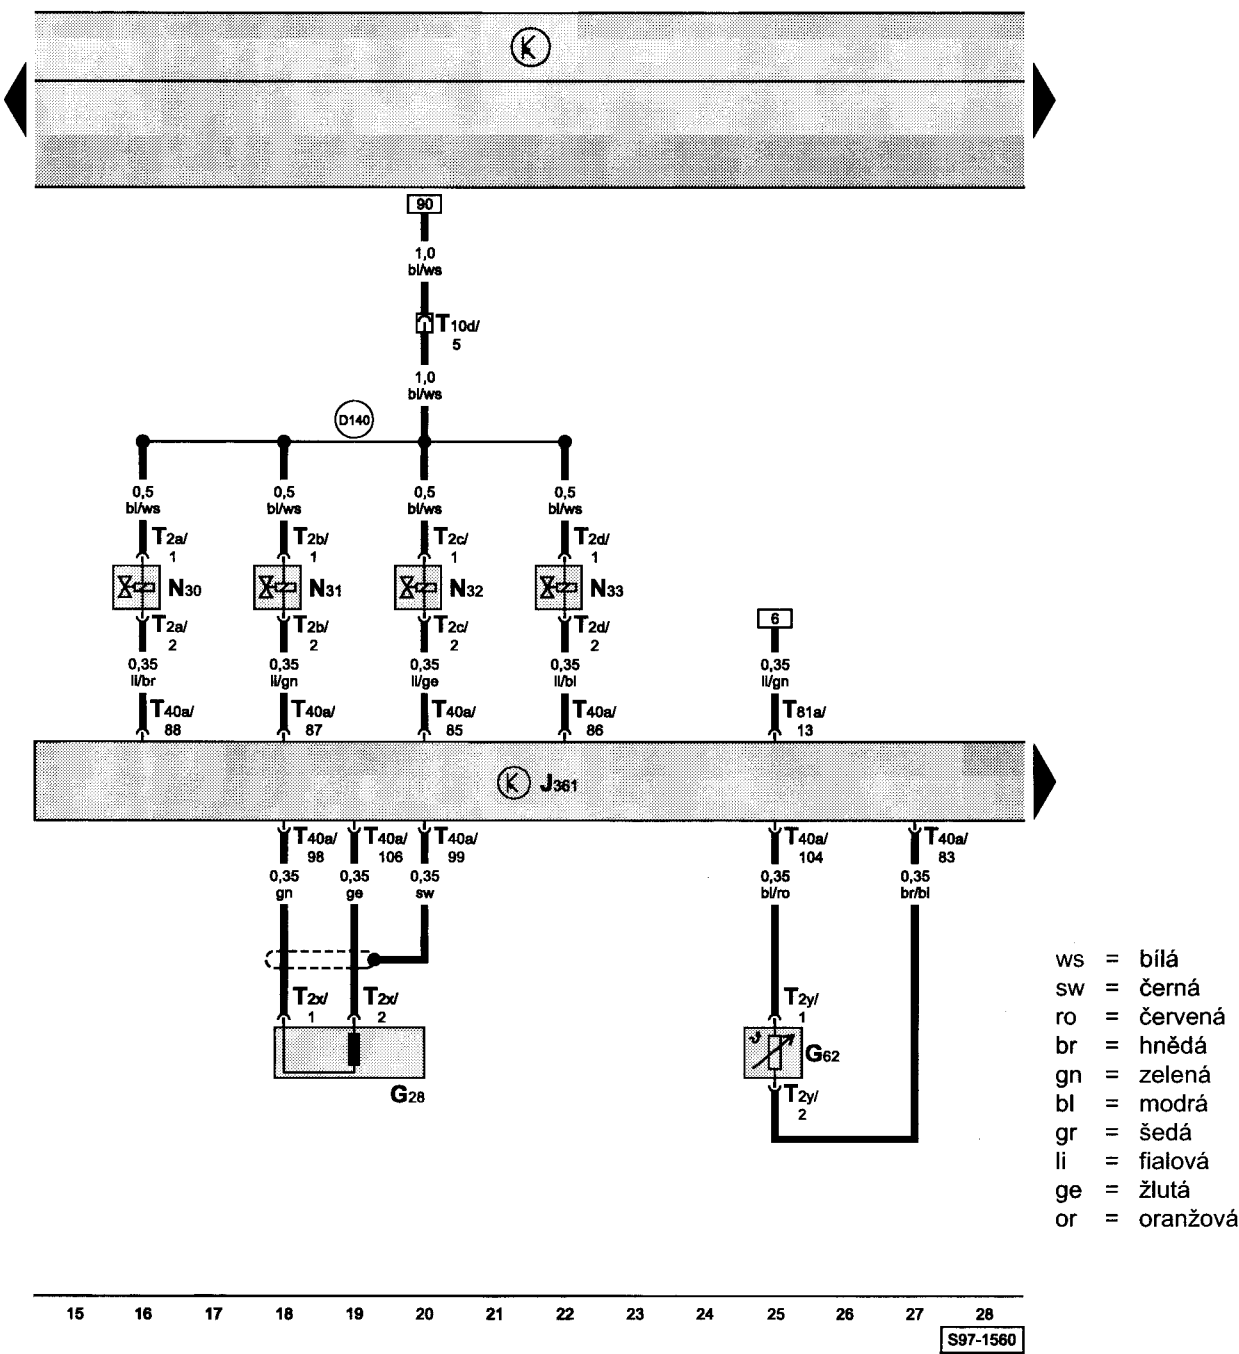 K
90
1,0
bl/ws
T10d/
5
1,0
bl/ws
D140
0,5 0,5 0,5 0,5
bl/ws bl/ws bl/ws bl/ws
T2a/ T2b/ T2c/ T2d/
1 1 1 1
N30 N31 N32 N33
T2a/ T2b/ T2c/ T2d/
2 2 2 2
6
0,35 0,35 0,35 0,35 0,35
li/br li/gn li/ge li/bl li/gn
T40a/ T40a/ T40a/ T40a/ T81a/
88 87 85 86 13
K J361
T40a/ T40a/ T40a/ T40a/ T40a/
98 106 99 104 83
0,35 0,35 0,35 0,35 0,35
gn ge sw bl/ro br/bl
T2x/ T2x/ T2y/
1 2 1
G62
G28
T2y/
2
ws = bílá
sw = černá
ro = červená
br = hnědá
gn = zelená
bl = modrá
gr = šedá
li = fialová
ge = žlutá
or = oranžová
15 16 17 18 19 20 21 22 23 24 25 26 27 28
S97-1560